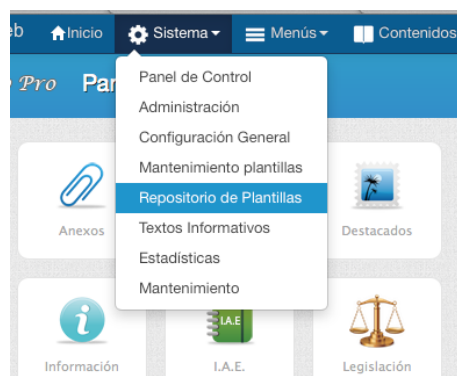 eb Inicio Sistema Menús Contenidos
Pro Par
Panel de Control
Administración
Configuración General
Mantenimiento plantillas
Repositorio de Plantillas
Textos Informativos
Estadísticas
Mantenimiento
Anexos
Destacados
I.A.E
Información
I.A.E.
Legislación